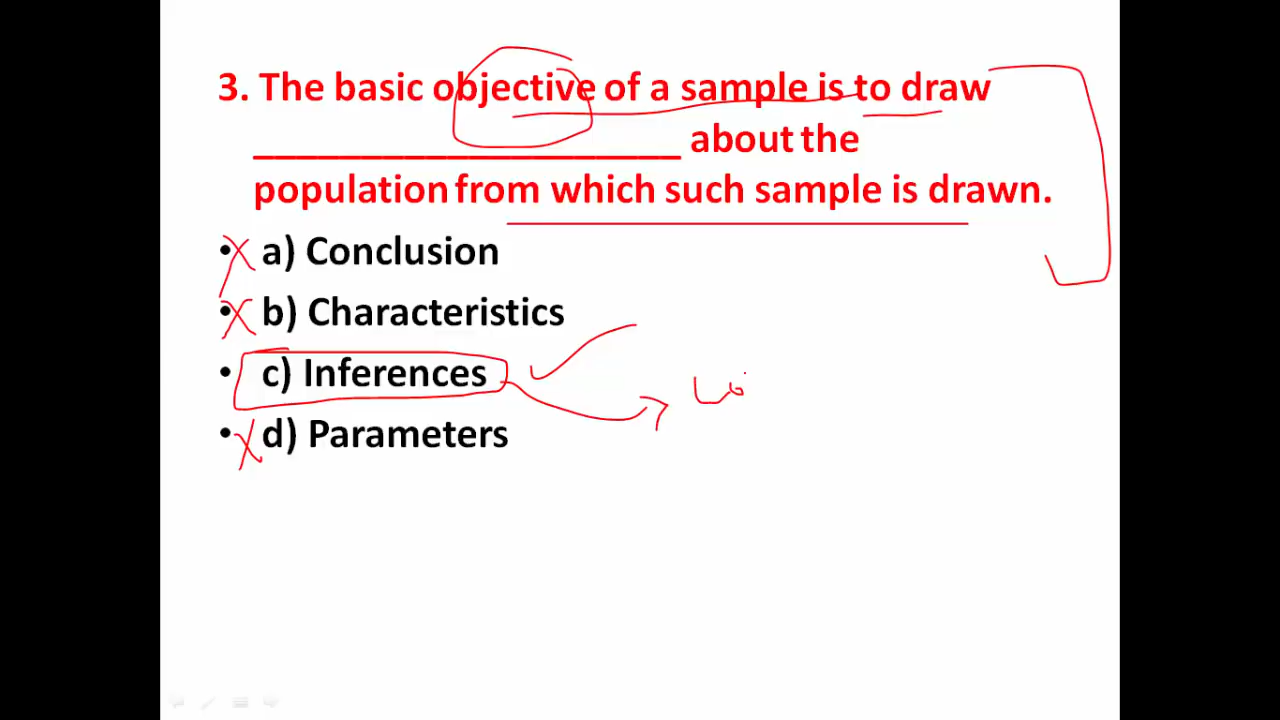 3. The basic objective of a sample is to draw
____________________ about the
population from which such sample is drawn.
• a) Conclusion
• b) Characteristics
• c) Inferences
• d) Parameters